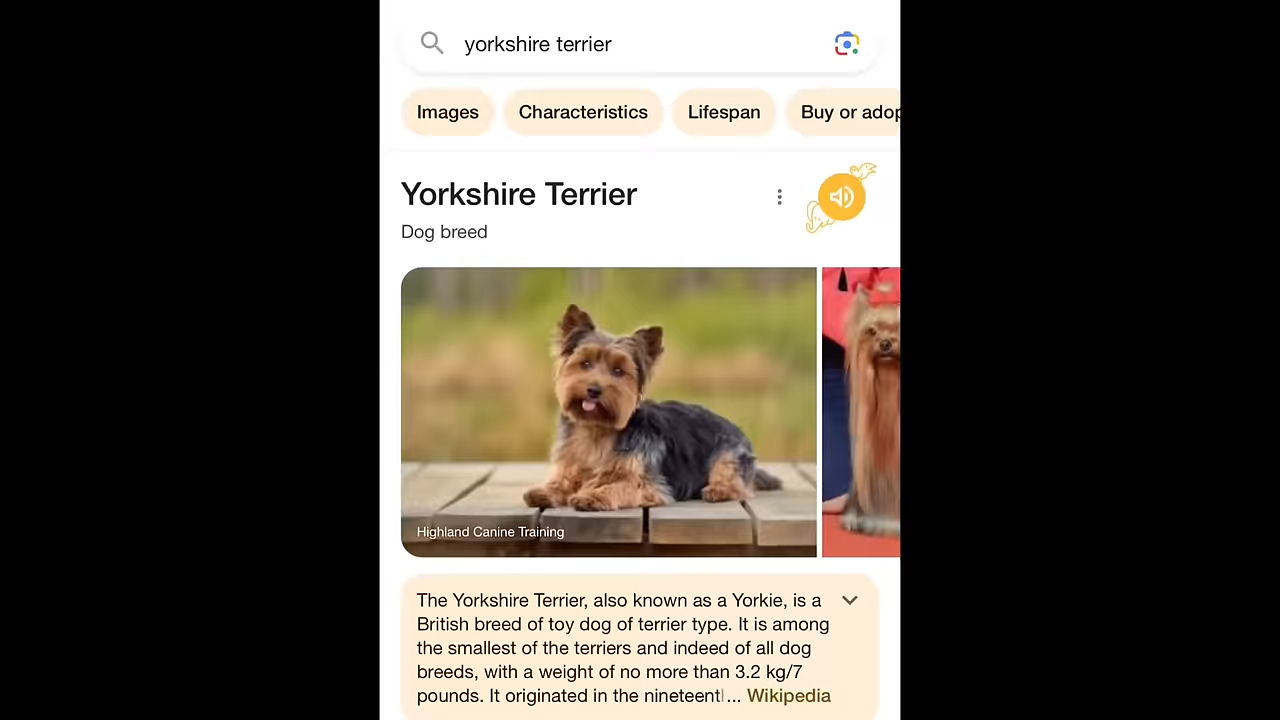 yorkshire terrier
Images Characteristics Lifespan Buy or adop
Yorkshire Terrier
Dog breed
Highland Canine Training
The Yorkshire Terrier, also known as a Yorkie, is a
British breed of toy dog of terrier type. It is among
the smallest of the terriers and indeed of all dog
breeds, with a weight of no more than 3.2 kg/7
pounds. It originated in the nineteent... Wikipedia